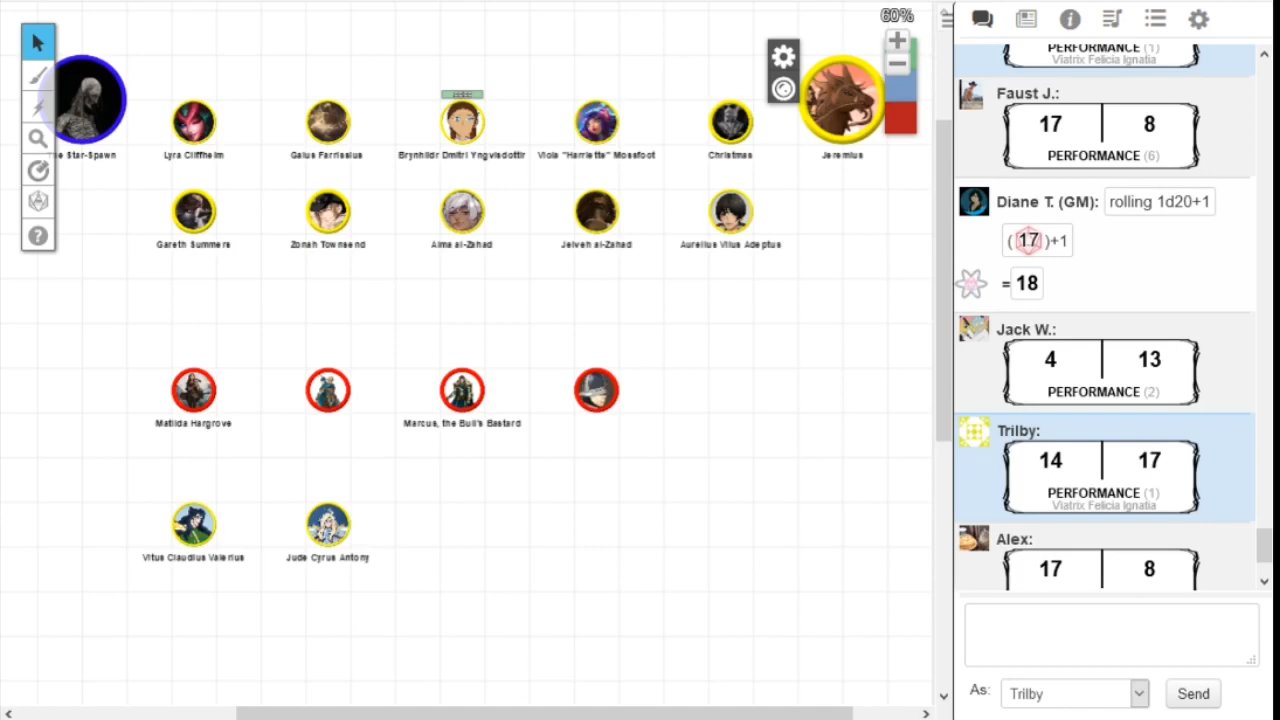 60%
e Star-Spawn
Lyra Cliffheim
Gaius Farrissius
Brynhildr Dmitri Yngvisdottir
Viola "Harriette" Mossfoot
Christmas
Jeremius
Gareth Summers
Zonah Townsend
Alma al-Zahad
Jelveh al-Zahad
Aurelius Vilus Adeptus
Matilda Hargrove
Marcus, the Bull's Bastard
Vitus Claudius Valerius
Jude Cyrus Antony
PERFORMANCE (1)
Viatrix Felicia Ignatia
Faust J.:
17 8
PERFORMANCE (6)
Diane T. (GM): rolling 1d20+1
(17)+1
=18
Jack W.:
4 13
PERFORMANCE (2)
Trilby:
14 17
PERFORMANCE (1)
Viatrix Felicia Ignatia
Alex:
17 8
As: Trilby Send